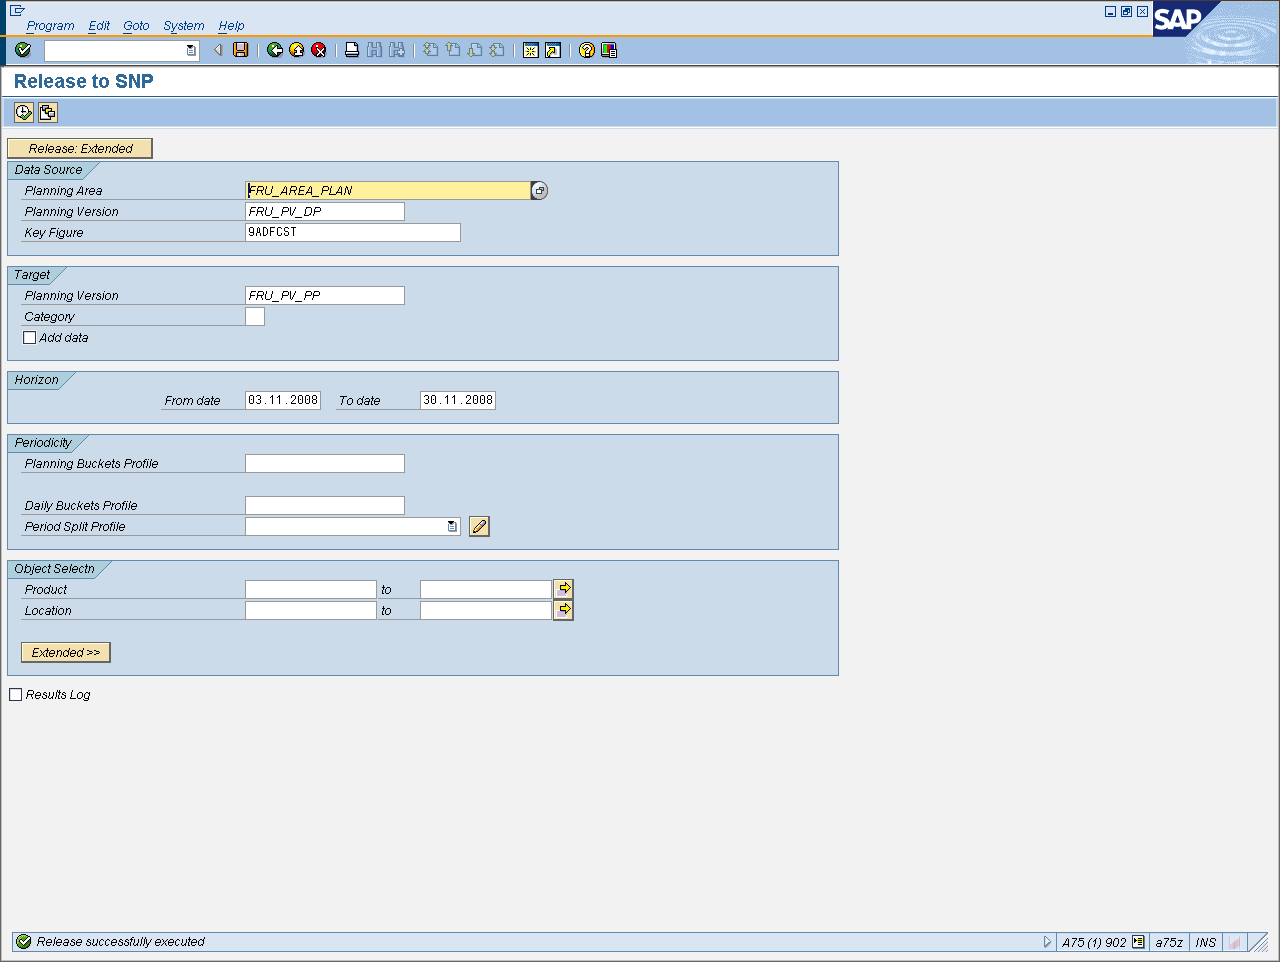 Program Edit Goto System Help
SAP
Release to SNP
Release: Extended
Data Source
Planning Area FRU_AREA_PLAN
Planning Version FRU_PV_DP
Key Figure 9ADFCST
Target
Planning Version FRU_PV_PP
Category
Add data
Horizon
From date 03.11.2008 To date 30.11.2008
Periodicity
Planning Buckets Profile
Daily Buckets Profile
Period Split Profile
Object Selectn
Product to
Location to
Extended >>
Results Log
Release successfully executed A75 (1) 902 a75z INS